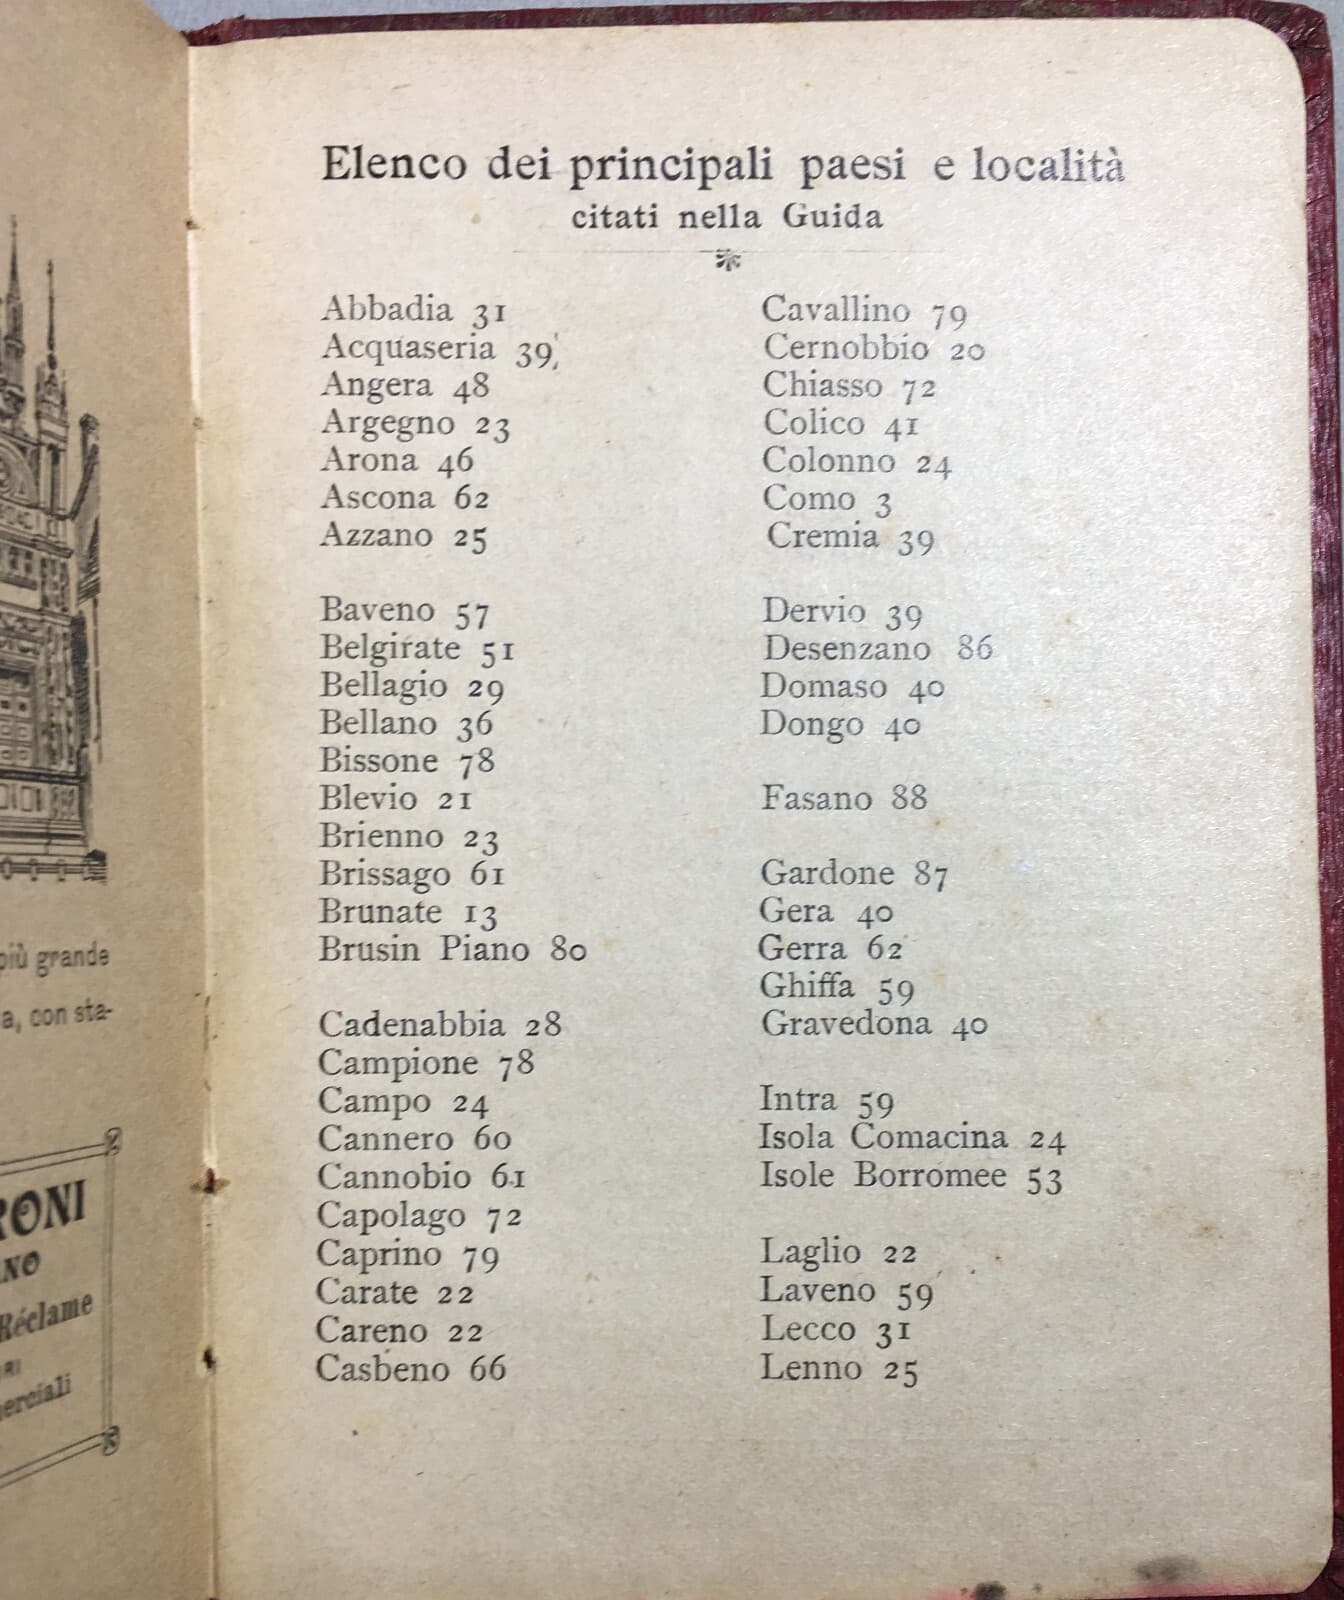 più grande
a, con sta-
RONI
NO
Réclame
RI
erciali
Elenco dei principali paesi e località
citati nella Guida
Abbadia 31
Acquaseria 39
Angera 48
Argegno 23
Arona 46
Ascona 62
Azzano 25
Baveno 57
Belgirate 51
Bellagio 29
Bellano 36
Bissone 78
Blevio 21
Brienno 23
Brissago 61
Brunate 13
Brusin Piano 80
Cadenabbia 28
Campione 78
Campo 24
Cannero 60
Cannobio 61
Capolago 72
Caprino 79
Carate 22
Careno 22
Casbeno 66
Cavallino 79
Cernobbio 20
Chiasso 72
Colico 41
Colonno 24
Como 3
Cremia 39
Dervio 39
Desenzano 86
Domaso 40
Dongo 40
Fasano 88
Gardone 87
Gera 40
Gerra 62
Ghiffa 59
Gravedona 40
Intra 59
Isola Comacina 24
Isole Borromee 53
Laglio 22
Laveno 59
Lecco 31
Lenno 25